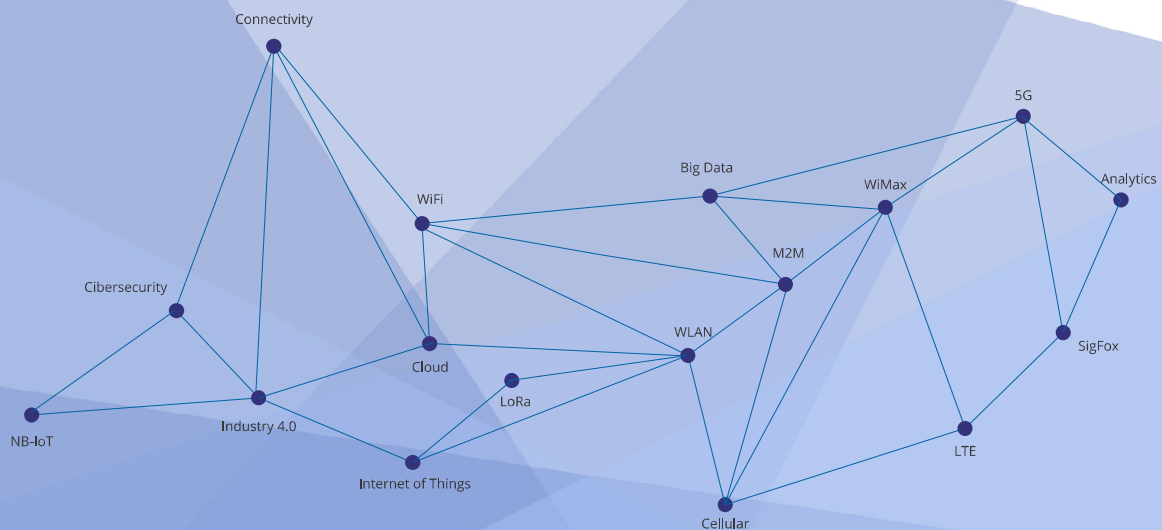 Connectivity
5G
Big Data
Analytics
WiMax
WiFi
M2M
Cibersecurity
WLAN
SigFox
Cloud
LoRa
Industry 4.0
NB-IoT
LTE
Internet of Things
Cellular